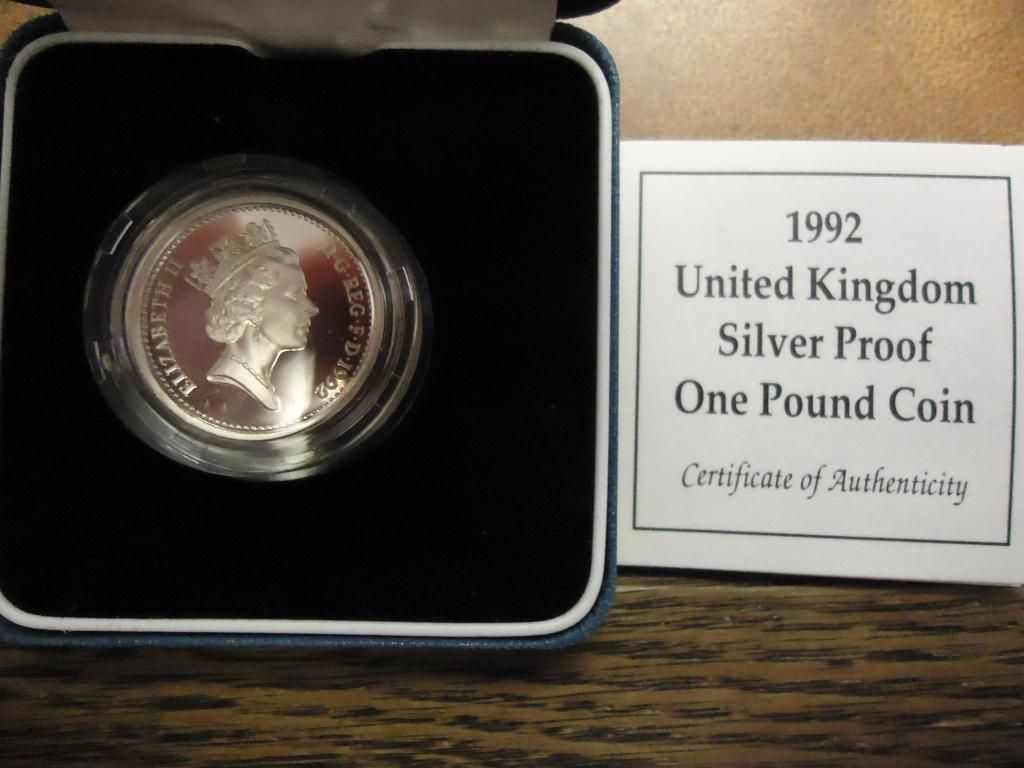 ELIZABETH II
D·G·REG·F·D·1992
1992
United Kingdom
Silver Proof
One Pound Coin
Certificate of Authenticity